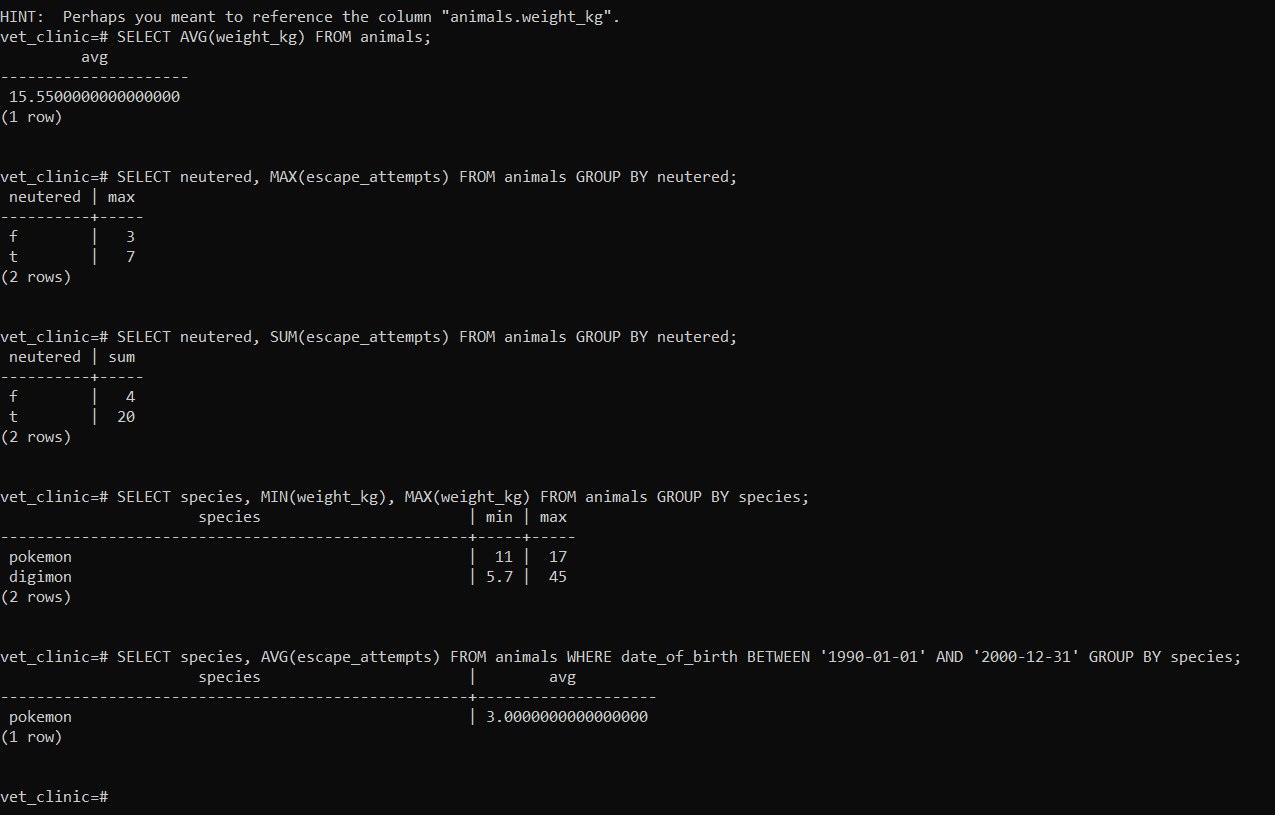 HINT:  Perhaps you meant to reference the column "animals.weight_kg".
vet_clinic=# SELECT AVG(weight_kg) FROM animals;
         avg
---------------------
 15.5500000000000000
(1 row)
vet_clinic=# SELECT neutered, MAX(escape_attempts) FROM animals GROUP BY neutered;
 neutered | max
----------+-----
 f        |   3
 t        |   7
(2 rows)
vet_clinic=# SELECT neutered, SUM(escape_attempts) FROM animals GROUP BY neutered;
 neutered | sum
----------+-----
 f        |   4
 t        |  20
(2 rows)
vet_clinic=# SELECT species, MIN(weight_kg), MAX(weight_kg) FROM animals GROUP BY species;
                      species                       | min | max
----------------------------------------------------+-----+-----
 pokemon                                            |  11 |  17
 digimon                                            | 5.7 |  45
(2 rows)
vet_clinic=# SELECT species, AVG(escape_attempts) FROM animals WHERE date_of_birth BETWEEN '1990-01-01' AND '2000-12-31' GROUP BY species;
                      species                       |        avg
----------------------------------------------------+--------------------
 pokemon                                            | 3.0000000000000000
(1 row)
vet_clinic=#